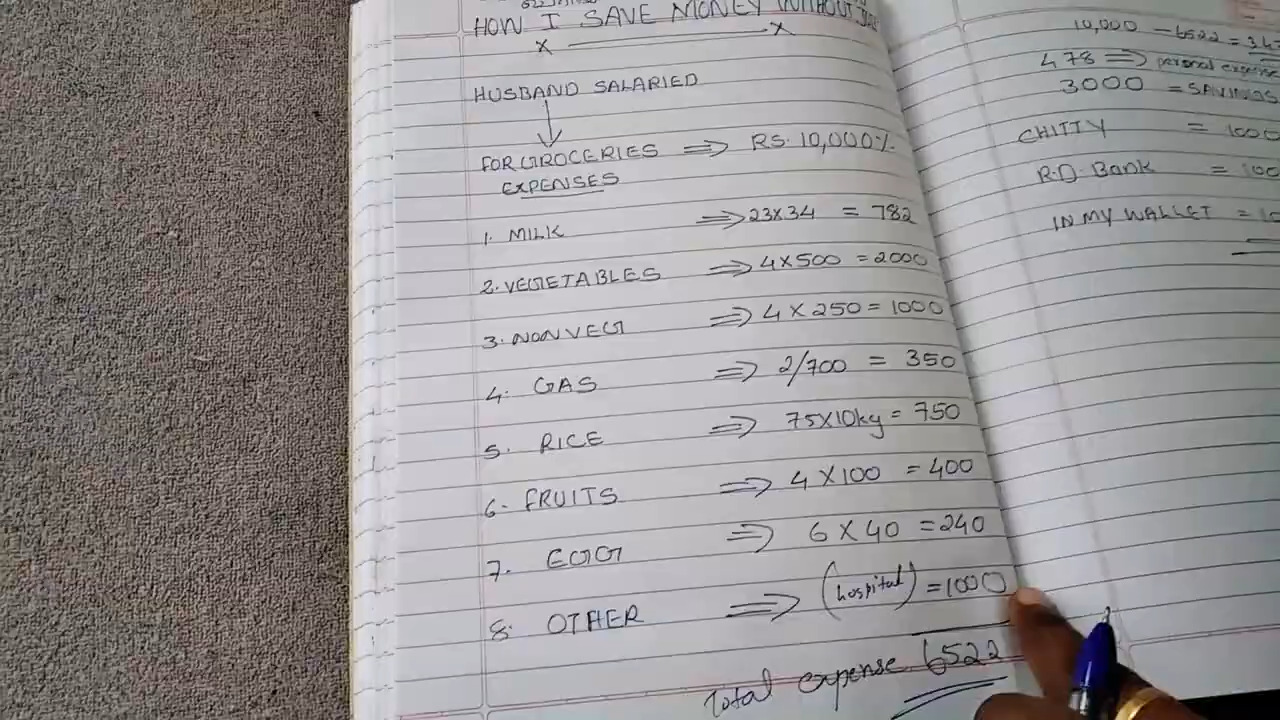 HOW I SAVE MONEY WITHOUT
X ———— X
HUSBAND SALARIED
↓
FOR GROCERIES ⇒ RS. 10,000%
EXPENSES
1. MILK ⇒ 23X34 = 782
2. VEGETABLES ⇒ 4X500 = 2000
3. NON VEG ⇒ 4 X 250 = 1000
4. GAS ⇒ 2/700 = 350
5. RICE ⇒ 75X10kg = 750
6- FRUITS ⇒ 4 X 100 = 400
7. EGG ⇒ 6 X 40 = 240
8. OTHER ⇒ (hospital) = 1000
Total expense 6522
10,000 - 6522 =
478 ⇒ personal expense
3000 = SAVINGS
CHITTY = 1000
R.D. Bank = 100
IN MY WALLET =